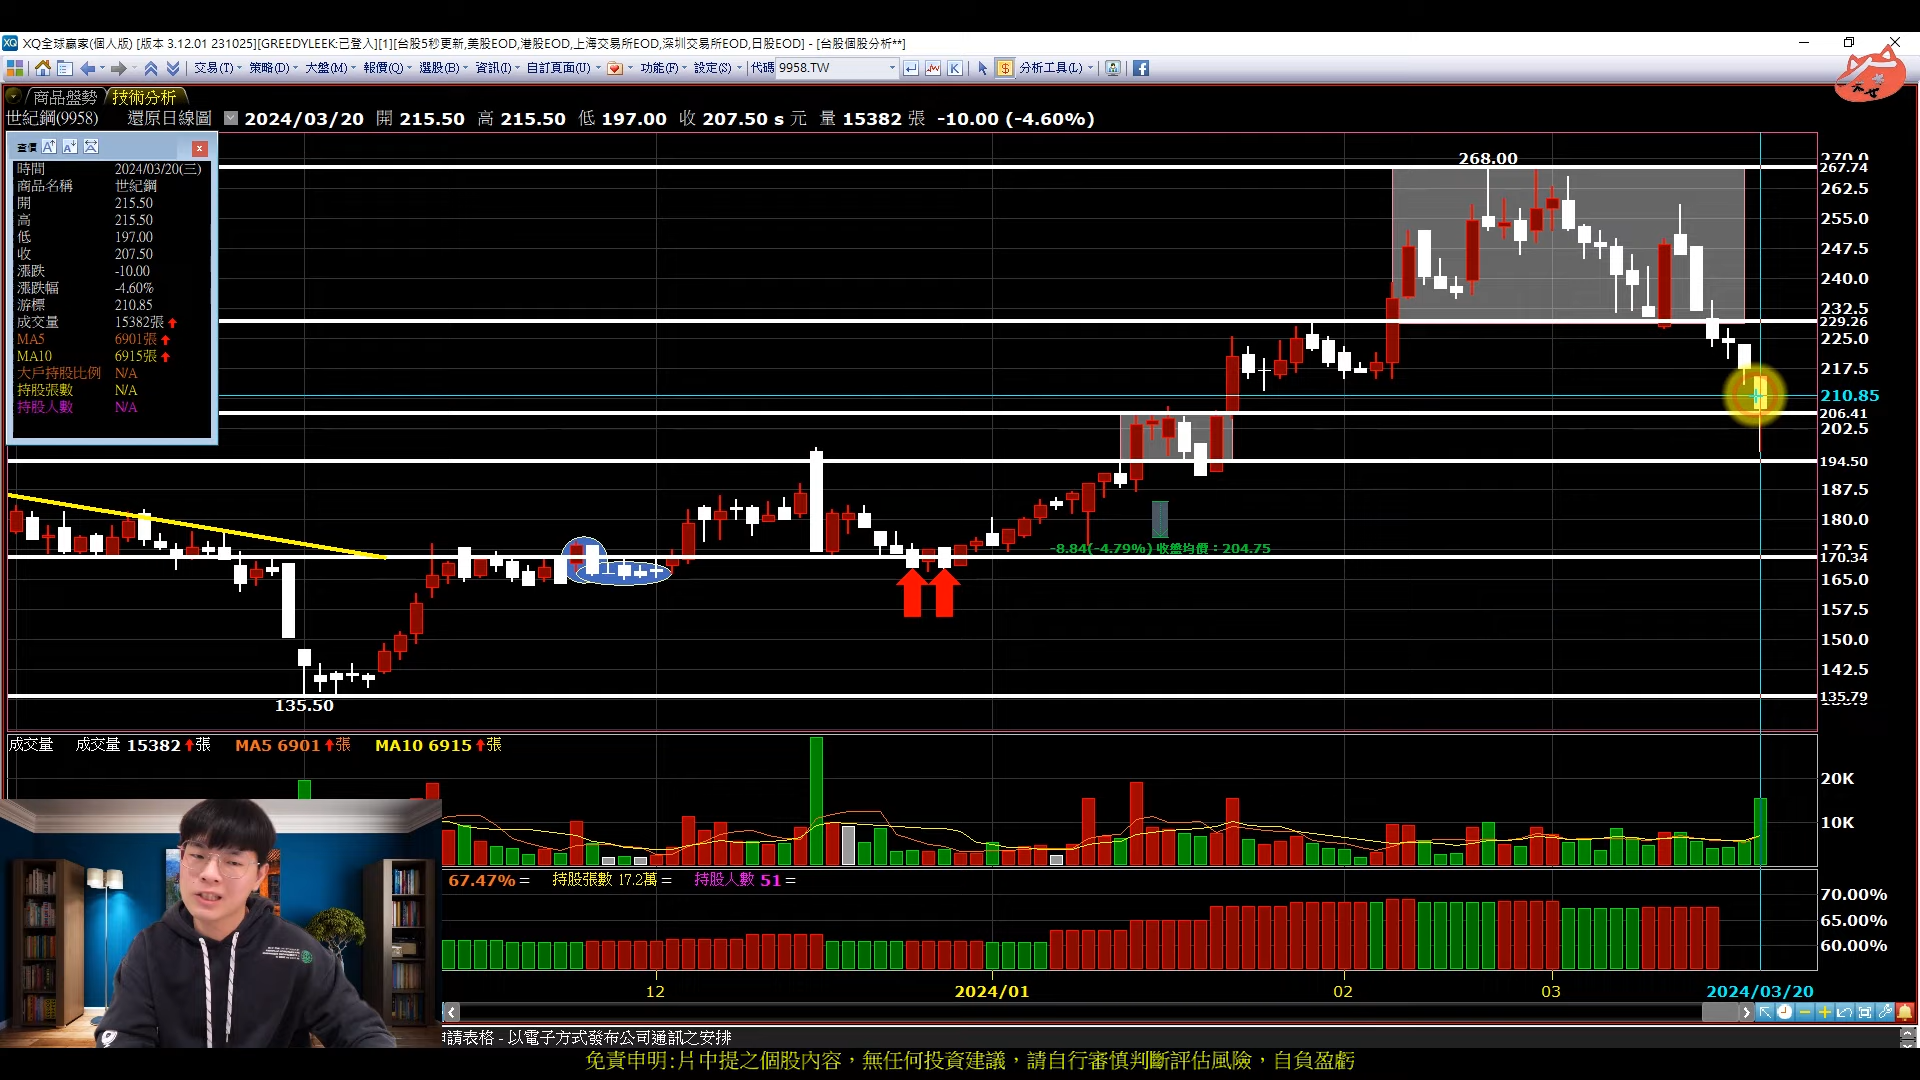 XQ全球贏家(個人版) [版本 3.12.01 231025][GREEDYLEEK:已登入][1][台股5秒更新,美股EOD,港股EOD,上海交易所EOD,深圳交易所EOD,日股EOD] - [台股個股分析**]
交易(T) 策略(D) 大盤(M) 報價(Q) 選股(B) 資訊(I) 自訂頁面(U) 功能(F) 設定(S) 代碼 9958.TW K $ 分析工具(L)
商品盤勢 技術分析
世紀鋼(9958) 還原日線圖 2024/03/20 開 215.50 高 215.50 低 197.00 收 207.50 s 元 量 15382 張 -10.00 (-4.60%)
查價
時間 2024/03/20(三)
商品名稱 世紀鋼
開 215.50
高 215.50
低 197.00
收 207.50
漲跌 -10.00
漲跌幅 -4.60%
游標 210.85
成交量 15382張
MA5 6901張
MA10 6915張
大戶持股比例 N/A
持股張數 N/A
持股人數 N/A
268.00
270.0
267.74
262.5
255.0
247.5
240.0
232.5
229.26
225.0
217.5
210.85
206.41
202.5
194.50
187.5
180.0
170.34
165.0
157.5
150.0
142.5
135.79
-8.84(-4.79%) 收盤均價：204.75
135.50
成交量 成交量 15382 張 MA5 6901 張 MA10 6915 張
20K
10K
67.47% = 持股張數 17.2萬 = 持股人數 51 =
70.00%
65.00%
60.00%
12 2024/01 02 03 2024/03/20
請表格 - 以電子方式發布公司通訊之安排
免責申明:片中提之個股內容，無任何投資建議，請自行審慎判斷評估風險，自負盈虧